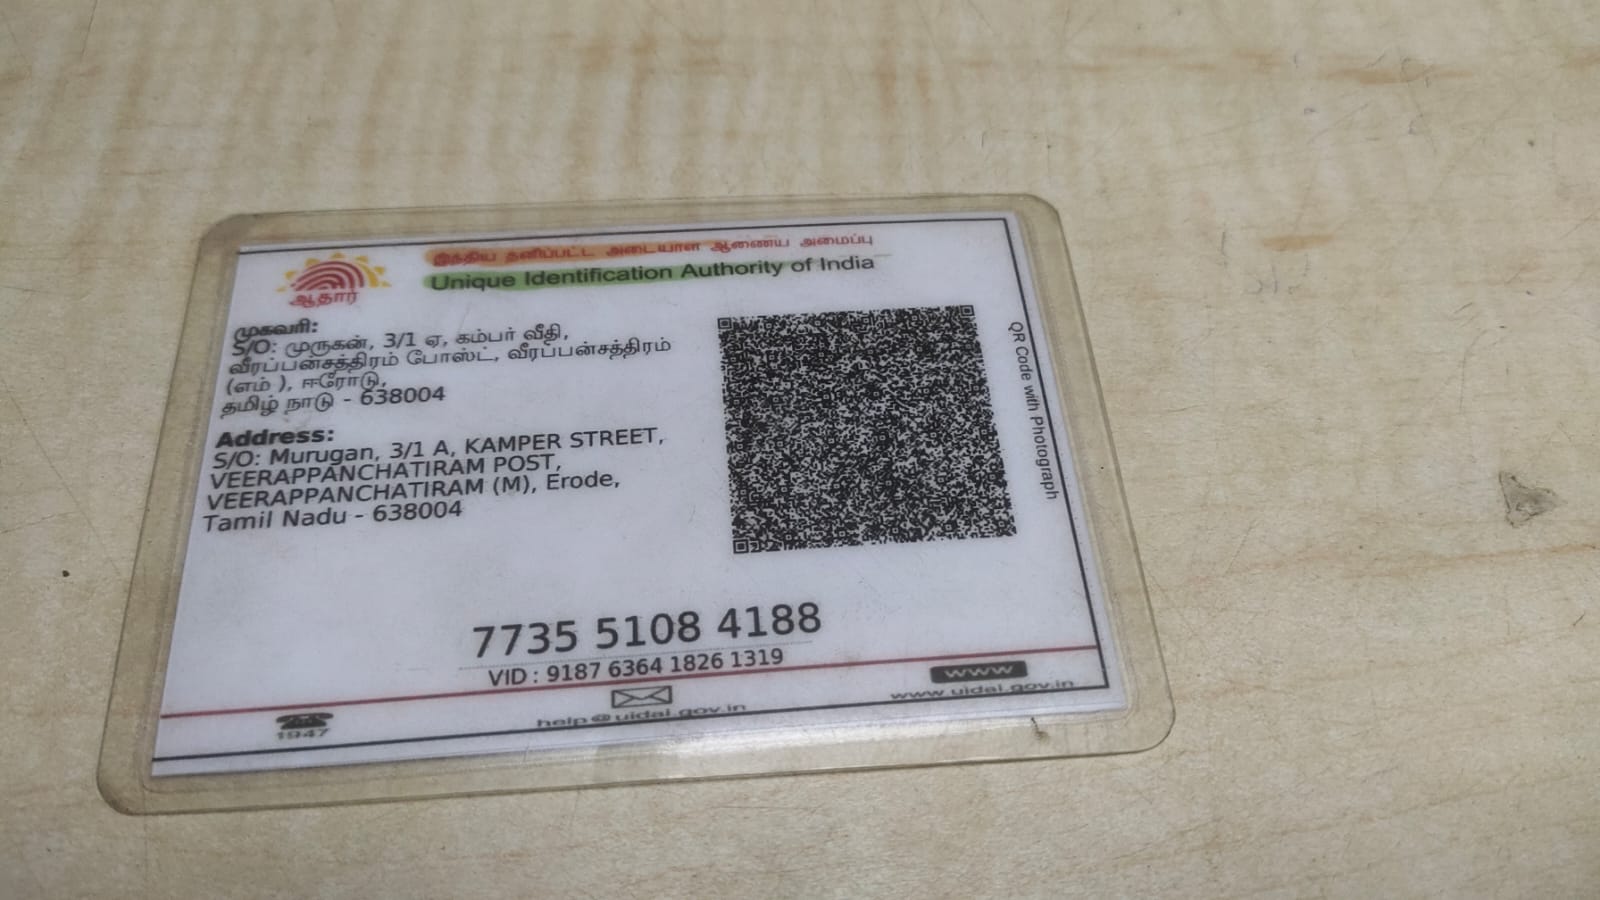 இந்திய தனிப்பட்ட அடையாள ஆணைய அமைப்பு
Unique Identification Authority of India
ஆதார்
முகவரி:
S/O: முருகன், 3/1 ஏ, கம்பர் வீதி,
வீரப்பன்சத்திரம் போஸ்ட், வீரப்பன்சத்திரம்
(எம் ), ஈரோடு,
தமிழ் நாடு - 638004
Address:
S/O: Murugan, 3/1 A, KAMPER STREET,
VEERAPPANCHATIRAM POST,
VEERAPPANCHATIRAM (M), Erode,
Tamil Nadu - 638004
QR Code with Photograph
7735 5108 4188
VID : 9187 6364 1826 1319
1947
help@uidai.gov.in
www
www.uidai.gov.in